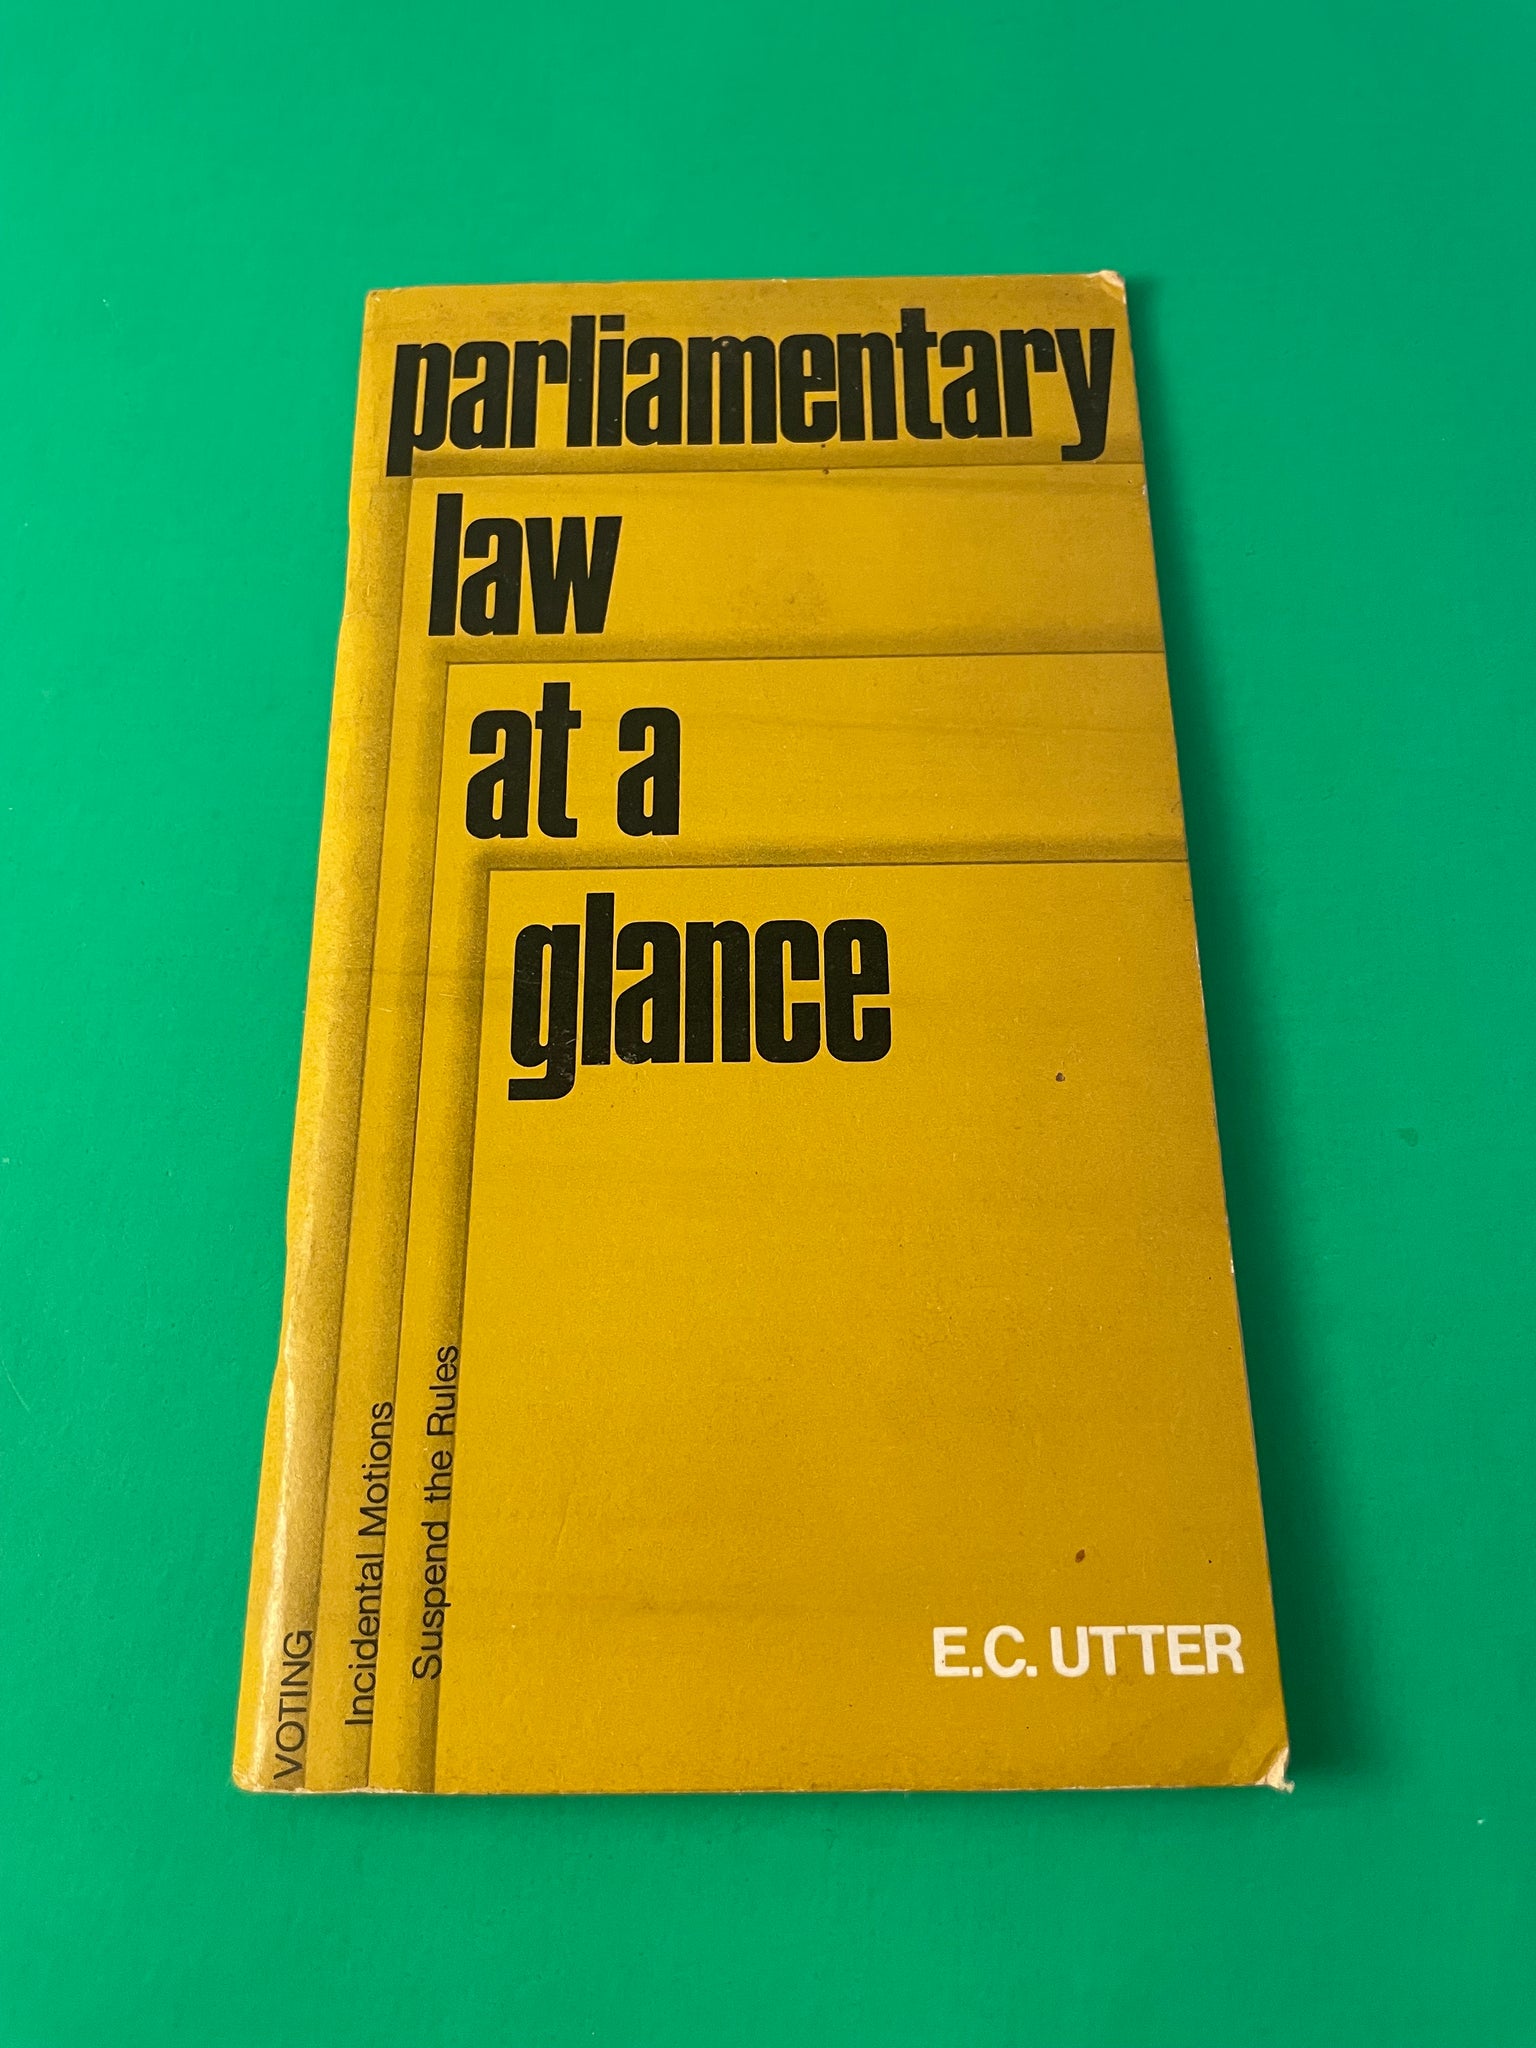 parliamentary
law
at a
glance
VOTING
Incidental Motions
Suspend the Rules
E.C. UTTER